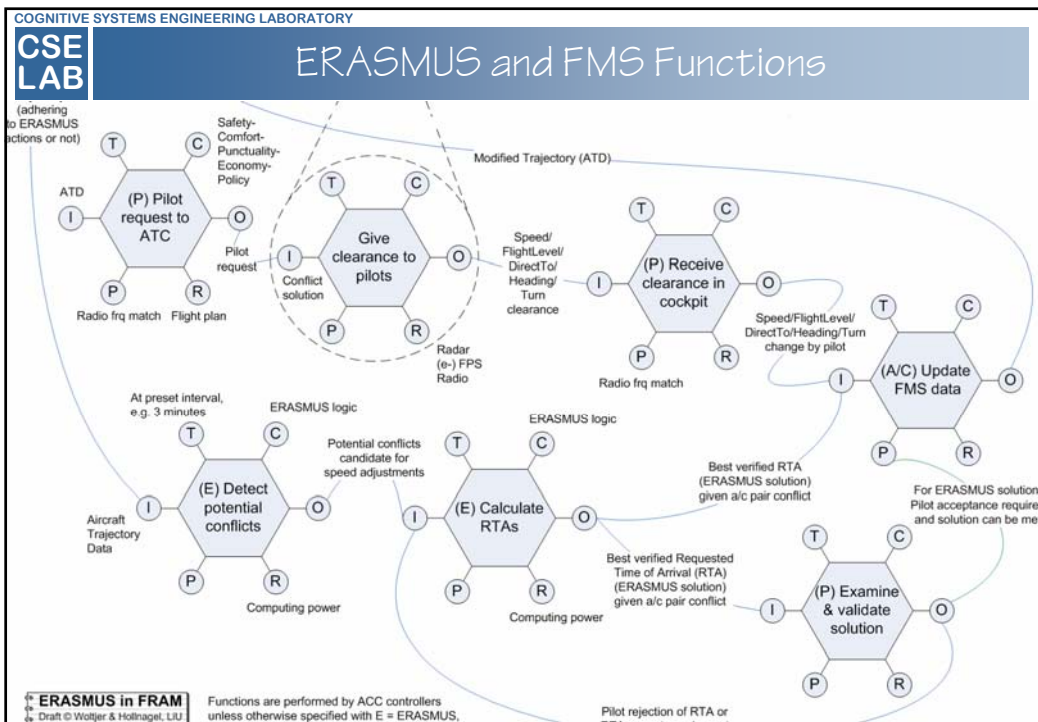 COGNITIVE SYSTEMS ENGINEERING LABORATORY
CSE
LAB
ERASMUS and FMS Functions
(adhering
to ERASMUS
actions or not)
Safety-
Comfort-
Punctuality-
Economy-
Policy
T
C
ATD
I
(P) Pilot
request to
ATC
O
Pilot
request
P
R
Radio frq match
Flight plan
Modified Trajectory (ATD)
T
C
I
Give
clearance to
pilots
O
Conflict
solution
P
R
Radar
(e-) FPS
Radio
Speed/
FlightLevel/
DirectTo/
Heading/
Turn
clearance
T
C
I
(P) Receive
clearance in
cockpit
O
P
R
Radio frq match
Speed/FlightLevel/
DirectTo/Heading/Turn
change by pilot
T
C
I
(A/C) Update
FMS data
O
P
R
At preset interval,
e.g. 3 minutes
ERASMUS logic
T
C
I
(E) Detect
potential
conflicts
O
Aircraft
Trajectory
Data
P
R
Computing power
Potential conflicts
candidate for
speed adjustments
ERASMUS logic
T
C
I
(E) Calculate
RTAs
O
P
R
Computing power
Best verified RTA
(ERASMUS solution)
given a/c pair conflict
Best verified Requested
Time of Arrival (RTA)
(ERASMUS solution)
given a/c pair conflict
For ERASMUS solution
Pilot acceptance require
and solution can be me
T
C
I
(P) Examine
& validate
solution
O
P
R
ERASMUS in FRAM
Draft © Woltjer & Hollnagel, LiU
Functions are performed by ACC controllers
unless otherwise specified with E = ERASMUS,
Pilot rejection of RTA or